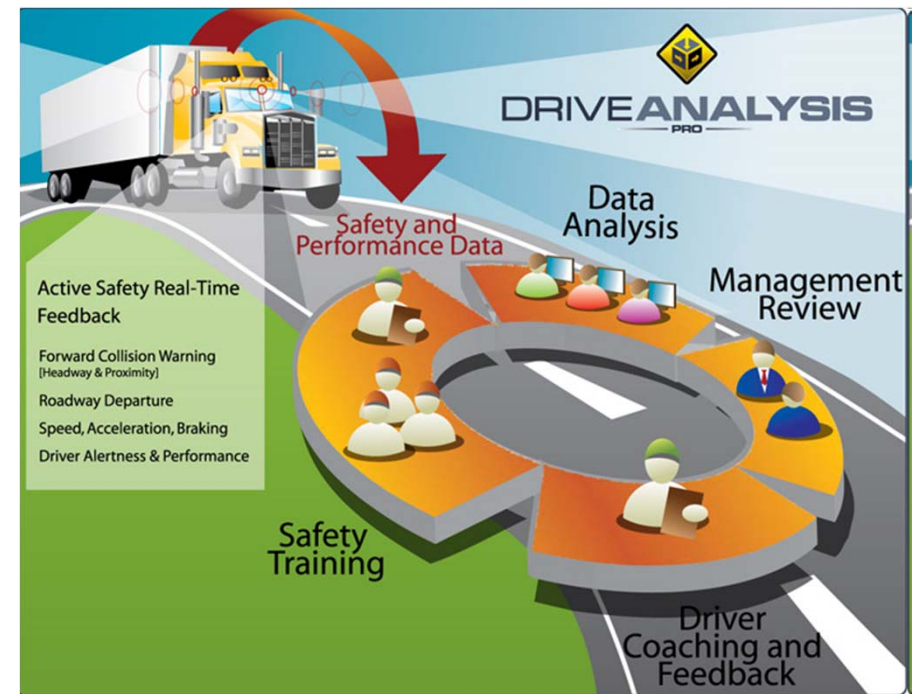 DRIVEANALYSIS
PRO
Safety and
Performance Data
Data
Analysis
Management
Review
Active Safety Real-Time
Feedback
Forward Collision Warning
[Headway & Proximity]
Roadway Departure
Speed, Acceleration, Braking
Driver Alertness & Performance
Safety
Training
Driver
Coaching and
Feedback